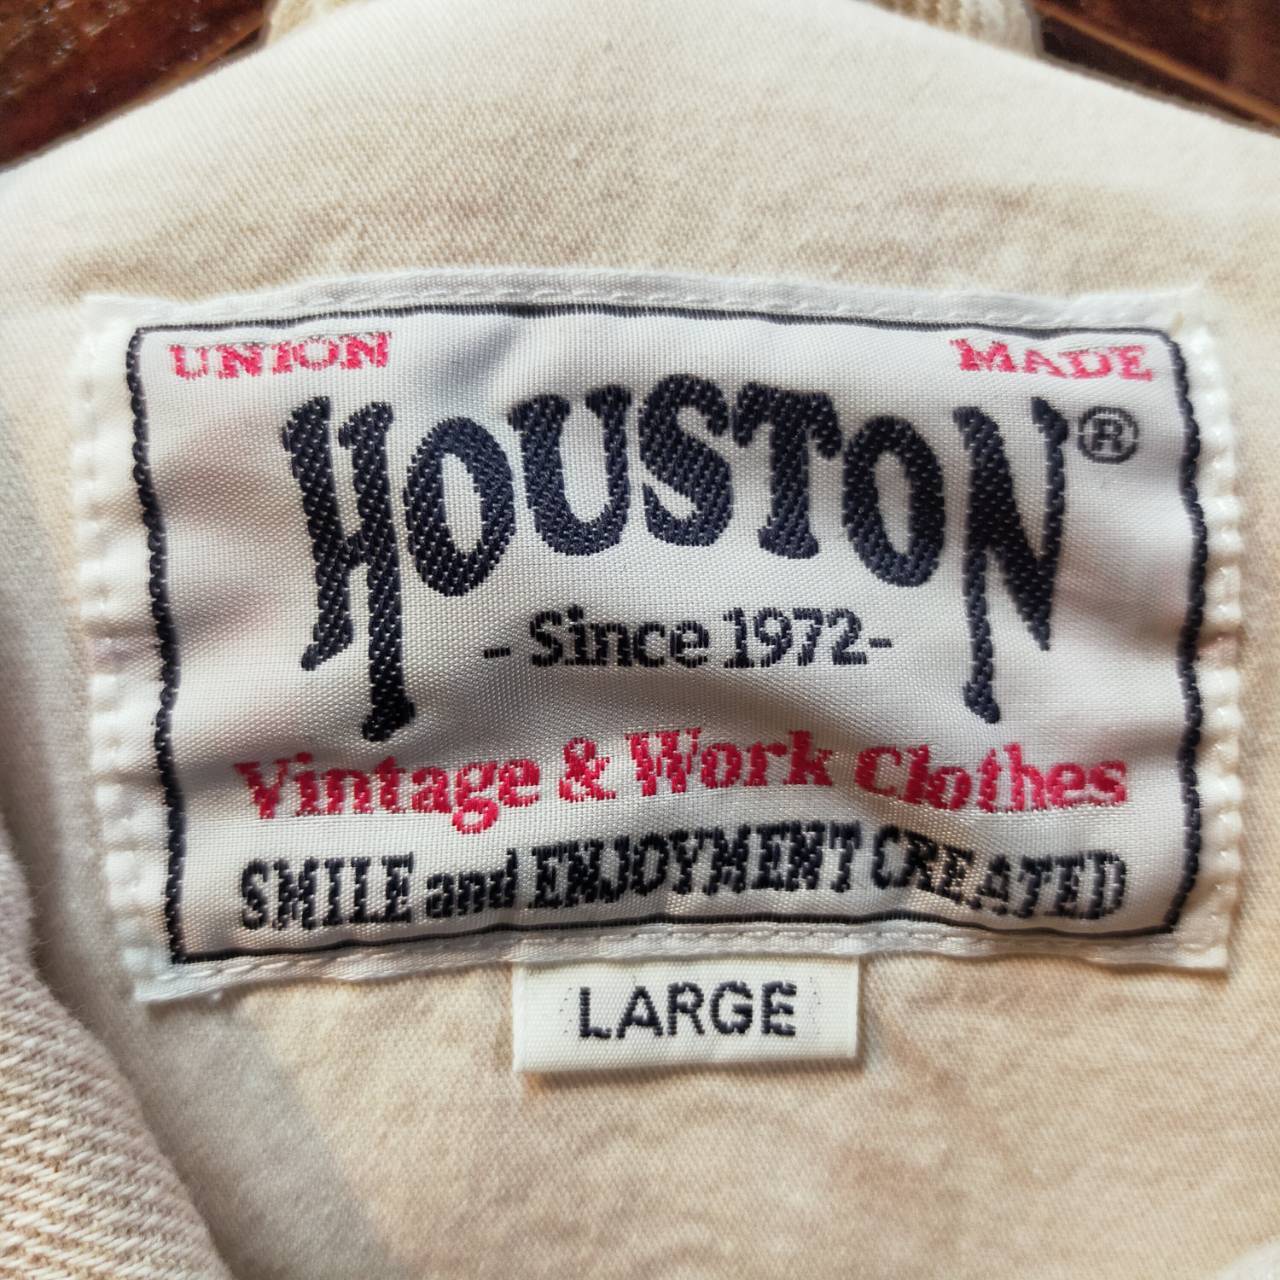 UNION MADE
HOUSTON®
- Since 1972-
Vintage & Work Clothes
SMILE and ENJOYMENT CREATED
LARGE